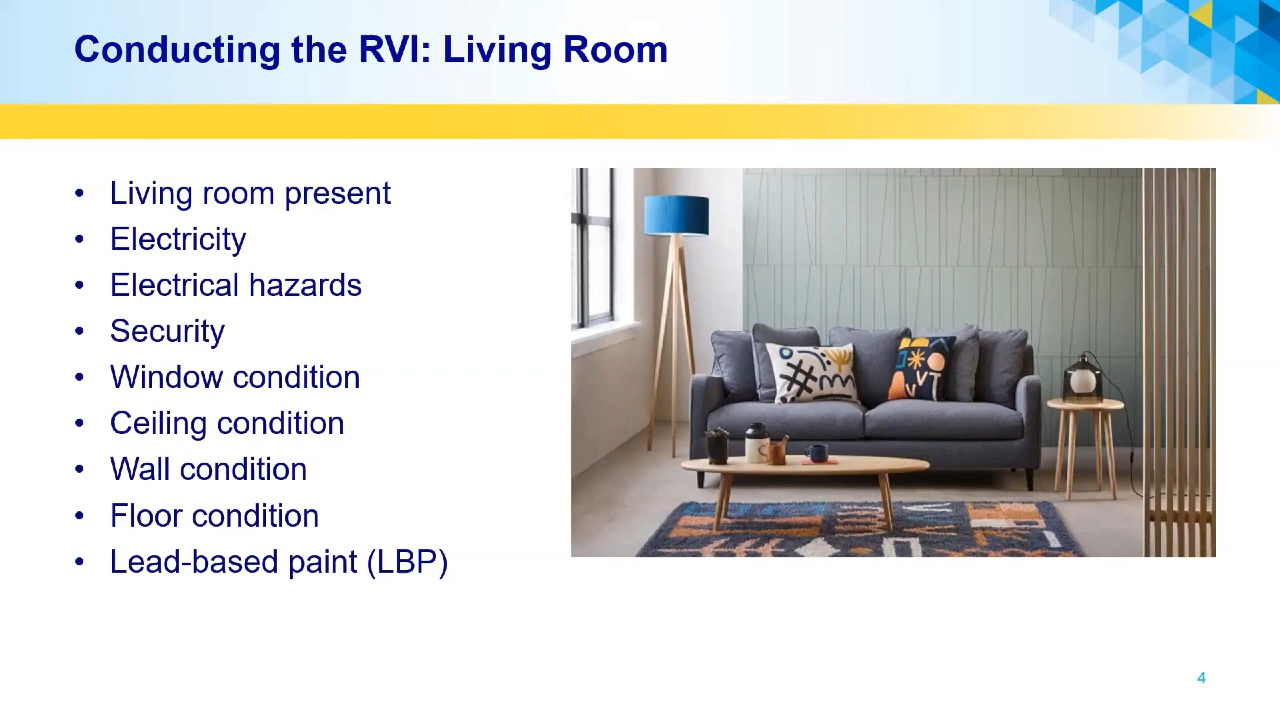 Conducting the RVI: Living Room
• Living room present
• Electricity
• Electrical hazards
• Security
• Window condition
• Ceiling condition
• Wall condition
• Floor condition
• Lead-based paint (LBP)
4